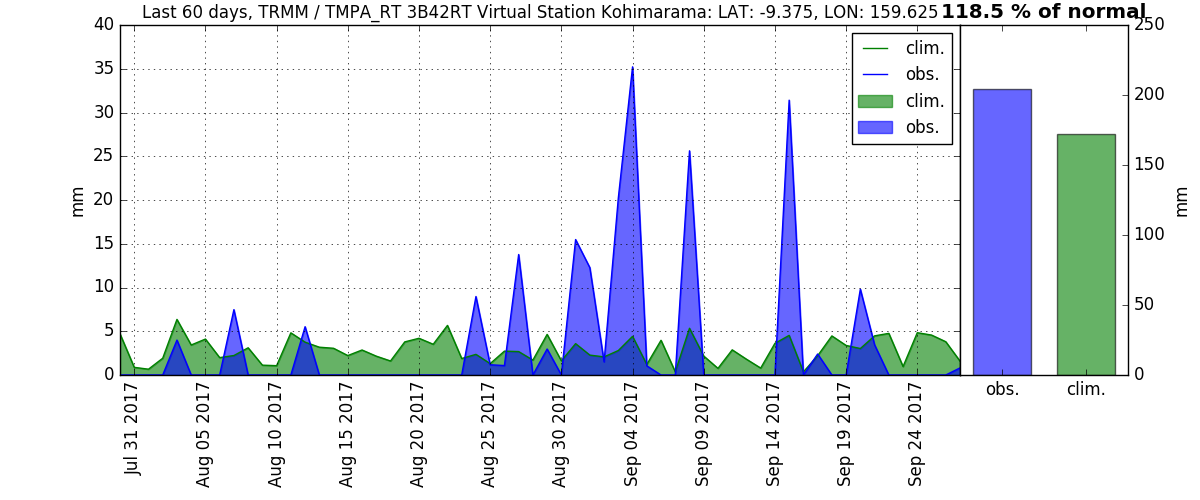 Last 60 days, TRMM / TMPA_RT 3B42RT Virtual Station Kohimarama: LAT: -9.375, LON: 159.625
118.5 % of normal
40
35
30
25
20
15
10
5
0
mm
clim.
obs.
clim.
obs.
250
200
150
100
50
0
mm
obs.
clim.
Jul 31 2017
Aug 05 2017
Aug 10 2017
Aug 15 2017
Aug 20 2017
Aug 25 2017
Aug 30 2017
Sep 04 2017
Sep 09 2017
Sep 14 2017
Sep 19 2017
Sep 24 2017